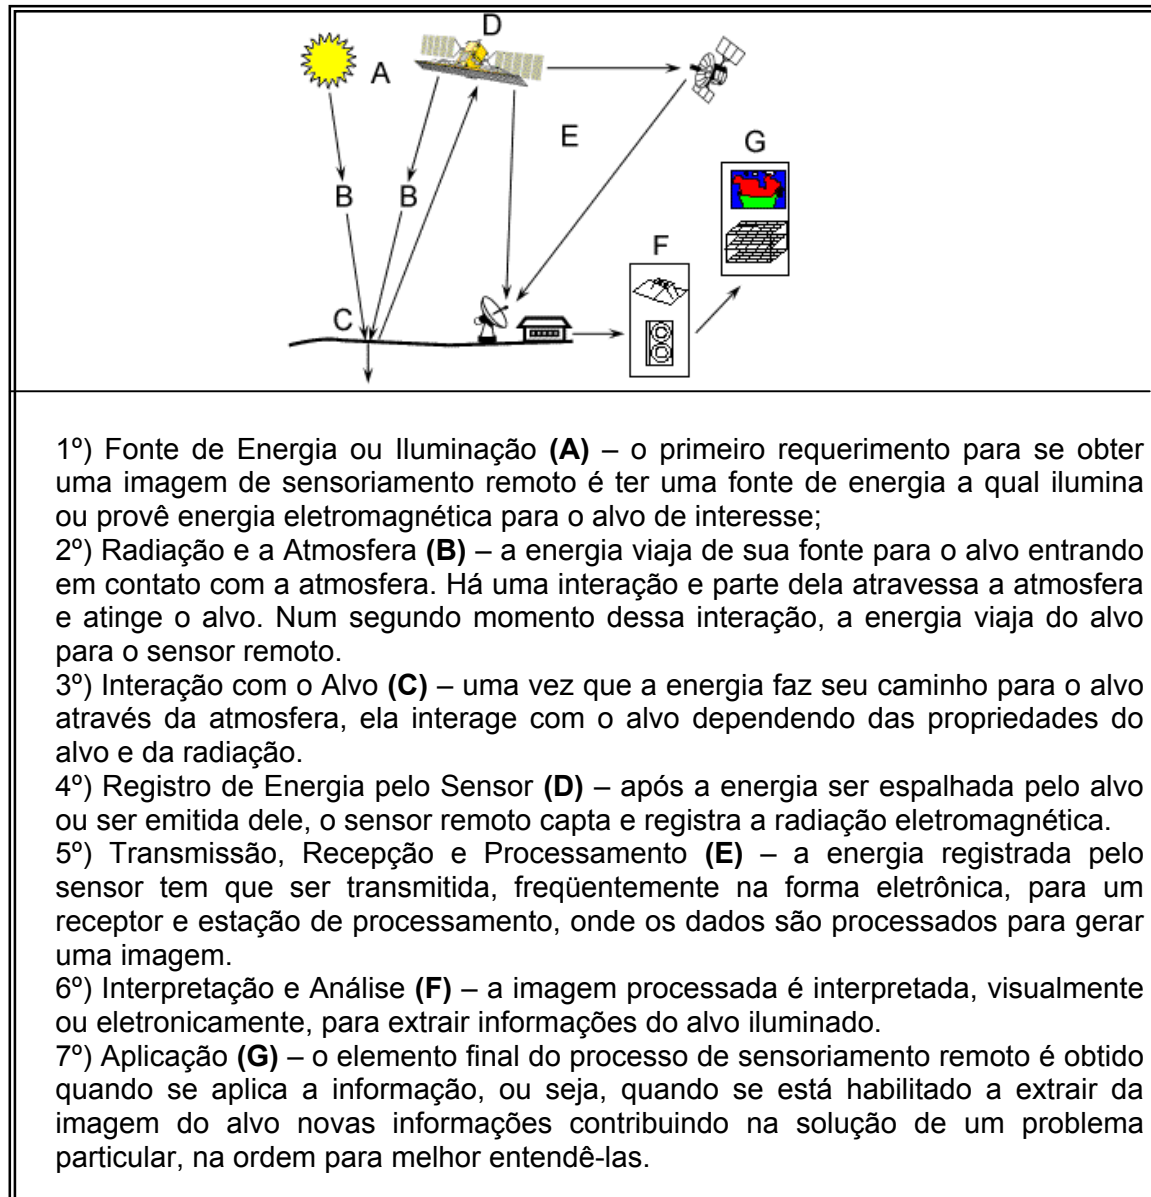 D
A
E
G
B B
F
C
1º) Fonte de Energia ou Iluminação (A) – o primeiro requerimento para se obter
uma imagem de sensoriamento remoto é ter uma fonte de energia a qual ilumina
ou provê energia eletromagnética para o alvo de interesse;
2º) Radiação e a Atmosfera (B) – a energia viaja de sua fonte para o alvo entrando
em contato com a atmosfera. Há uma interação e parte dela atravessa a atmosfera
e atinge o alvo. Num segundo momento dessa interação, a energia viaja do alvo
para o sensor remoto.
3º) Interação com o Alvo (C) – uma vez que a energia faz seu caminho para o alvo
através da atmosfera, ela interage com o alvo dependendo das propriedades do
alvo e da radiação.
4º) Registro de Energia pelo Sensor (D) – após a energia ser espalhada pelo alvo
ou ser emitida dele, o sensor remoto capta e registra a radiação eletromagnética.
5º) Transmissão, Recepção e Processamento (E) – a energia registrada pelo
sensor tem que ser transmitida, freqüentemente na forma eletrônica, para um
receptor e estação de processamento, onde os dados são processados para gerar
uma imagem.
6º) Interpretação e Análise (F) – a imagem processada é interpretada, visualmente
ou eletronicamente, para extrair informações do alvo iluminado.
7º) Aplicação (G) – o elemento final do processo de sensoriamento remoto é obtido
quando se aplica a informação, ou seja, quando se está habilitado a extrair da
imagem do alvo novas informações contribuindo na solução de um problema
particular, na ordem para melhor entendê-las.